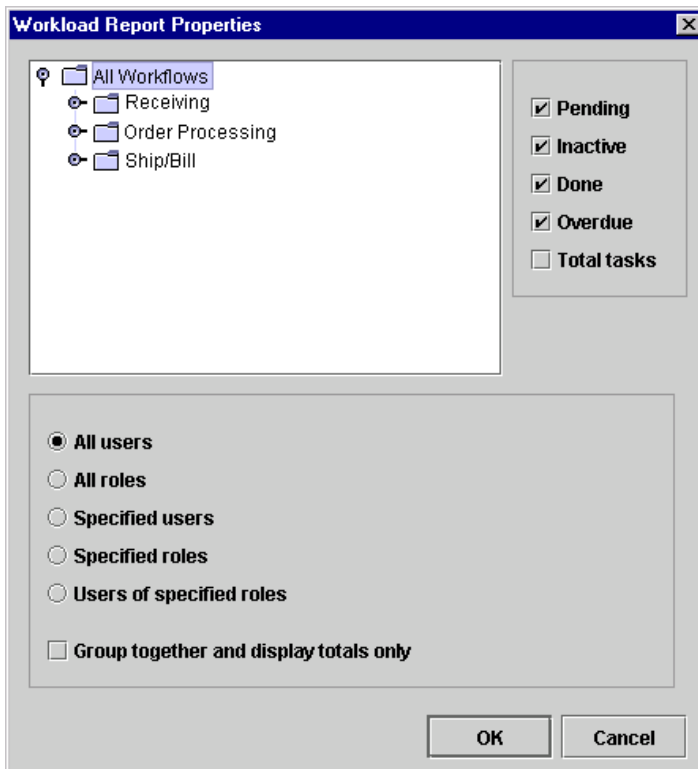 Workload Report Properties
All Workflows
Receiving
Order Processing
Ship/Bill
Pending
Inactive
Done
Overdue
Total tasks
All users
All roles
Specified users
Specified roles
Users of specified roles
Group together and display totals only
OK
Cancel